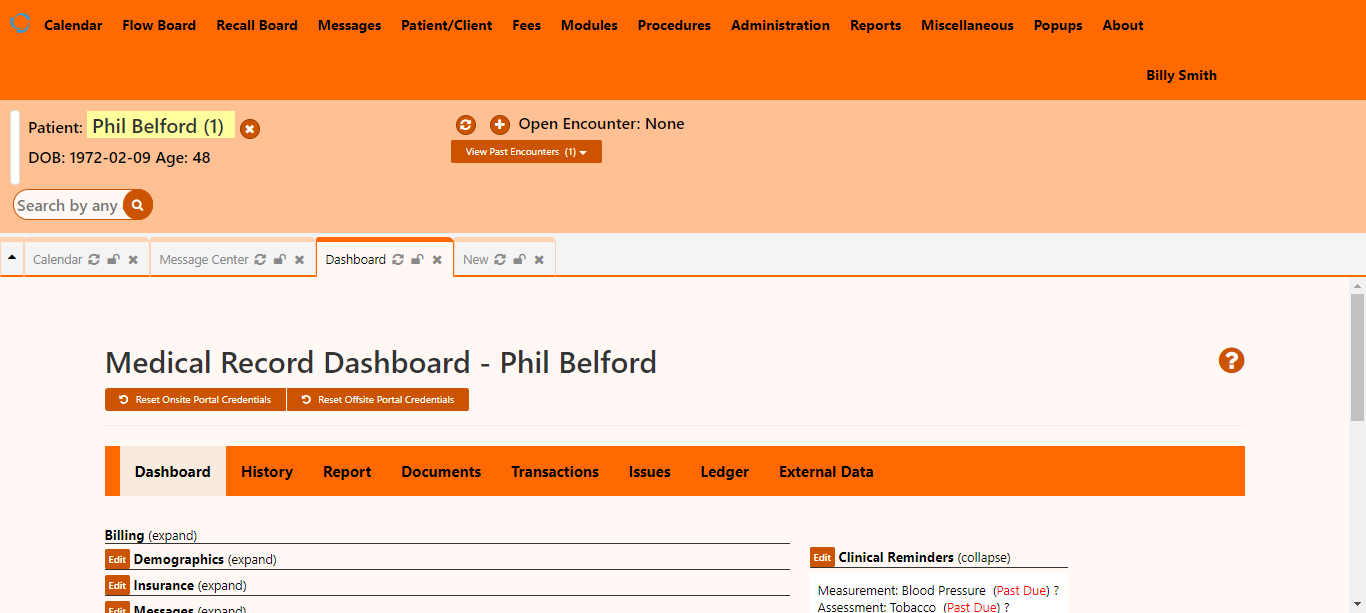 Calendar Flow Board Recall Board Messages Patient/Client Fees Modules Procedures Administration Reports Miscellaneous Popups About
Billy Smith
Patient: Phil Belford (1)
Open Encounter: None
DOB: 1972-02-09 Age: 48
View Past Encounters (1)
Search by any
Calendar Message Center Dashboard New
Medical Record Dashboard - Phil Belford
Reset Onsite Portal Credentials Reset Offsite Portal Credentials
Dashboard History Report Documents Transactions Issues Ledger External Data
Billing (expand)
Edit Demographics (expand)
Edit Insurance (expand)
Edit Messages (expand)
Edit Clinical Reminders (collapse)
Measurement: Blood Pressure (Past Due) ?
Assessment: Tobacco (Past Due) ?